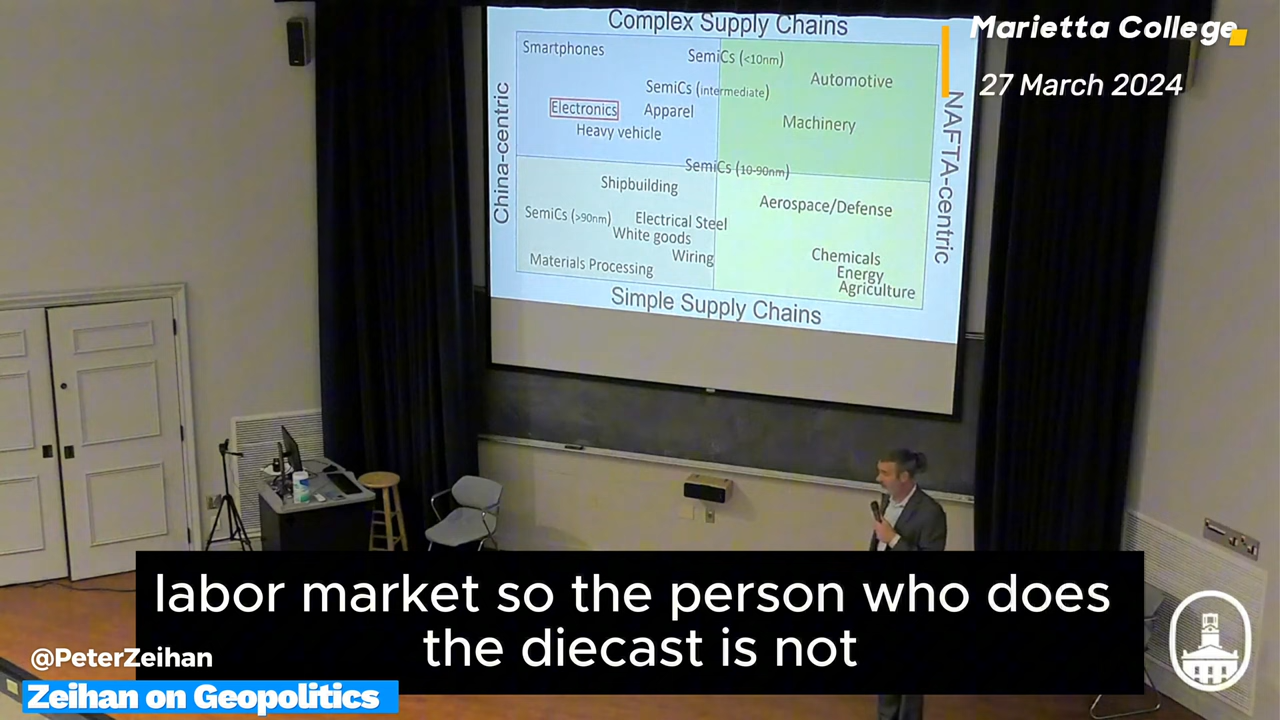 Complex Supply Chains
Marietta College
27 March 2024
Smartphones
SemiCs (<10nm)
Automotive
SemiCs (intermediate)
Electronics
Apparel
Machinery
Heavy vehicle
China-centric
NAFTA-centric
SemiCs (10-90nm)
Shipbuilding
Aerospace/Defense
SemiCs (>90nm)
Electrical Steel
White goods
Wiring
Chemicals
Materials Processing
Energy
Agriculture
Simple Supply Chains
labor market so the person who does
the diecast is not
@PeterZeihan
Zeihan on Geopolitics